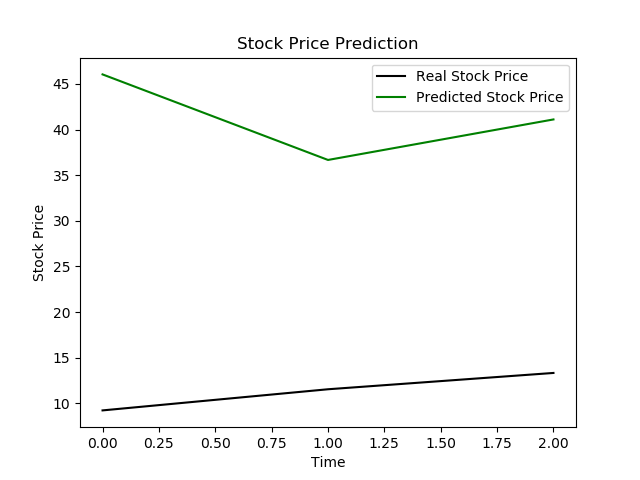 Stock Price Prediction
Real Stock Price
Predicted Stock Price
Stock Price
45
40
35
30
25
20
15
10
0.00 0.25 0.50 0.75 1.00 1.25 1.50 1.75 2.00
Time